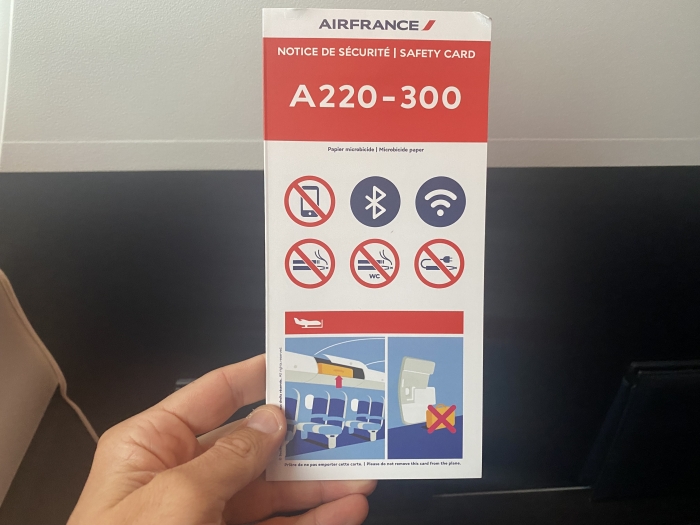 AIRFRANCE
NOTICE DE SÉCURITÉ | SAFETY CARD
A220-300
Papier microbicide | Microbicide paper
WC
Prière de ne pas emporter cette carte. | Please do not remove this card from the plane.